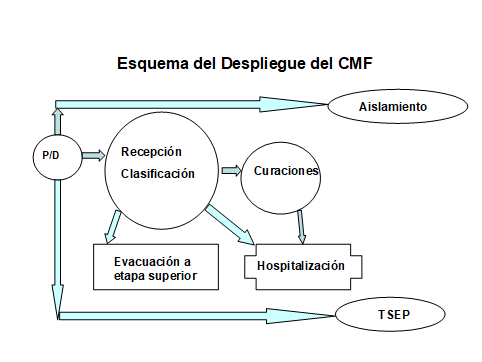 Esquema del Despliegue del CMF
Aislamiento
P/D
Recepción
Clasificación
Curaciones
Evacuación a
etapa superior
Hospitalización
TSEP